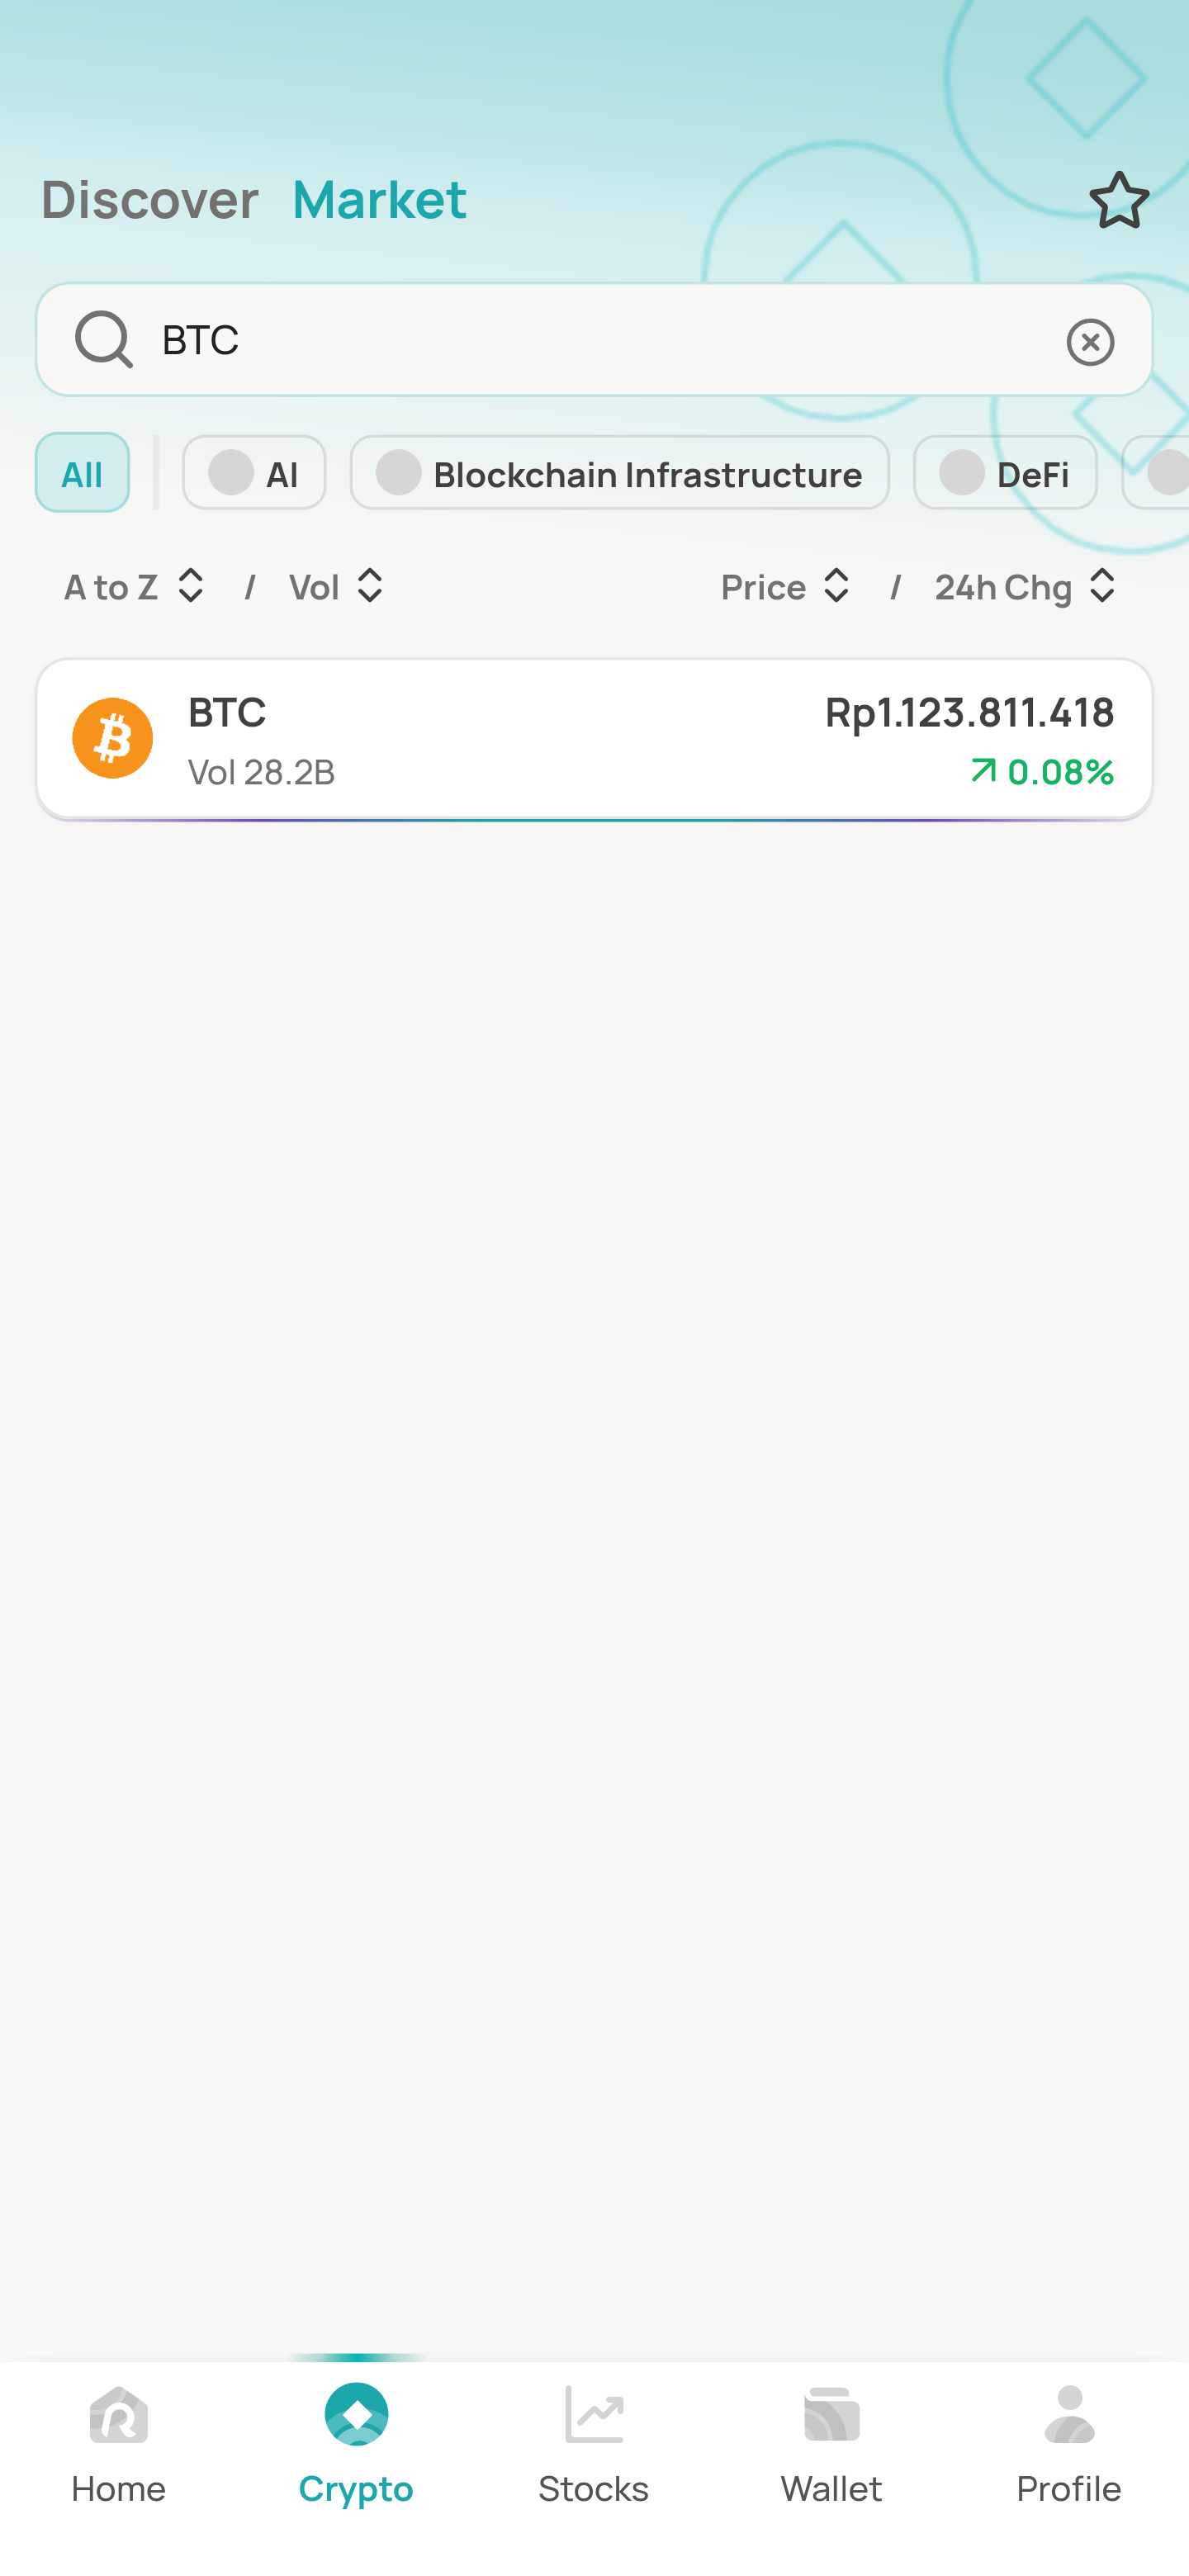 Discover Market
BTC
All AI Blockchain Infrastructure DeFi
A to Z / Vol Price / 24h Chg
BTC Rp1.123.811.418
Vol 28.2B 0.08%
Home Crypto Stocks Wallet Profile